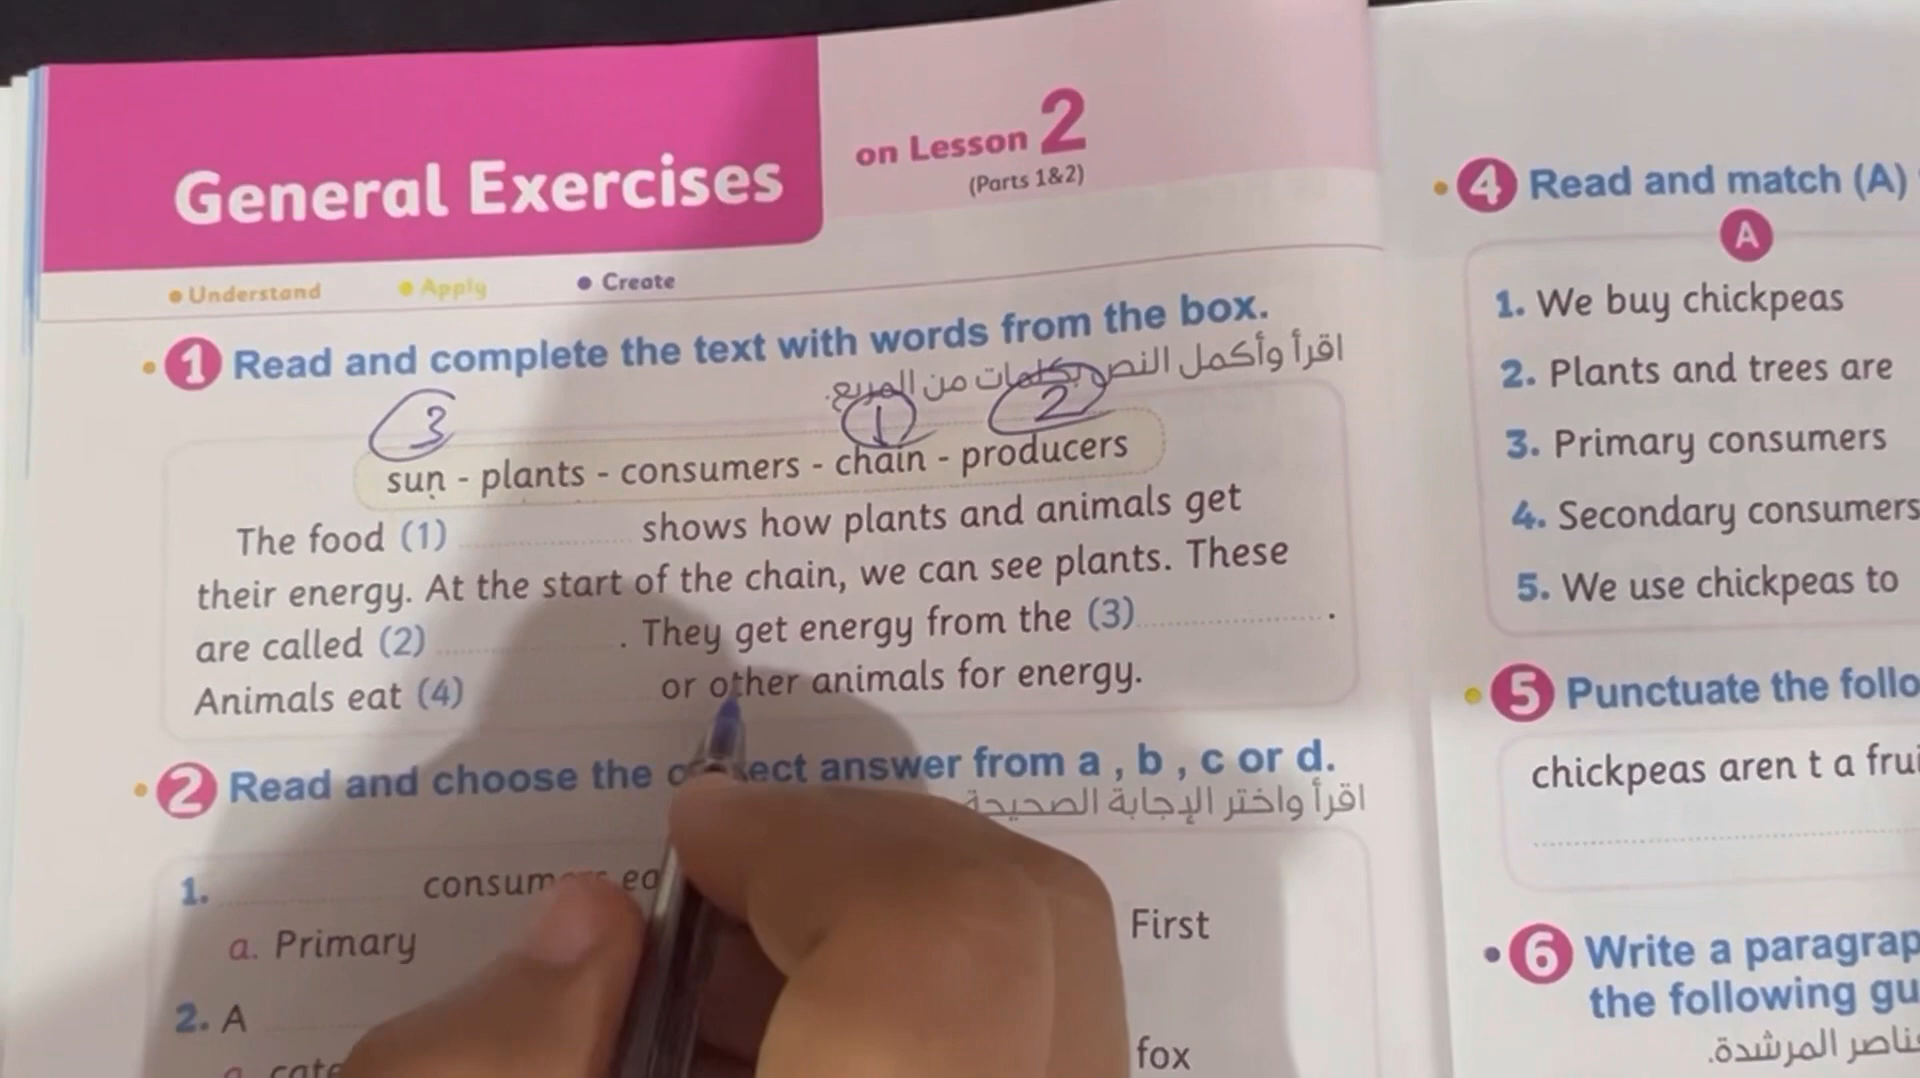 General Exercises
on Lesson 2
(Parts 1&2)
• Understand • Apply • Create
1 Read and complete the text with words from the box.
اقرأ وأكمل النص بكلمات من المربع.
3 1 2
sun - plants - consumers - chain - producers
The food (1) shows how plants and animals get
their energy. At the start of the chain, we can see plants. These
are called (2) . They get energy from the (3) .
Animals eat (4) or other animals for energy.
2 Read and choose the correct answer from a , b , c or d.
اقرأ واختر الإجابة الصحيحة
1. consumers
a. Primary First
2. A
fox
4 Read and match (A)
A
1. We buy chickpeas
2. Plants and trees are
3. Primary consumers
4. Secondary consumers
5. We use chickpeas to
5 Punctuate the follo
chickpeas aren t a frui
6 Write a paragrap
the following gu
المرشدة.